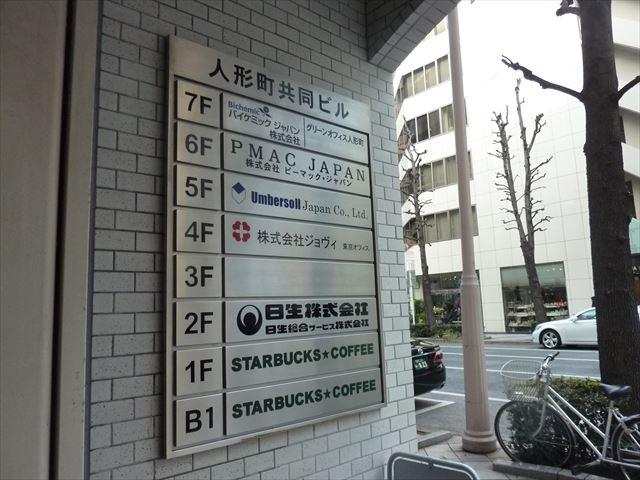 人形町共同ビル
7F
Bichemic
バイケミック ジャパン
株式会社
グリーンオフィス人形町
6F
PMAC JAPAN
株式会社 ピーマック・ジャパン
5F
Umbersoll Japan Co., Ltd.
4F
株式会社ジョヴィ 東京オフィス
3F
2F
日生株式会社
日生総合サービス株式会社
1F
STARBUCKS★COFFEE
B1
STARBUCKS★COFFEE